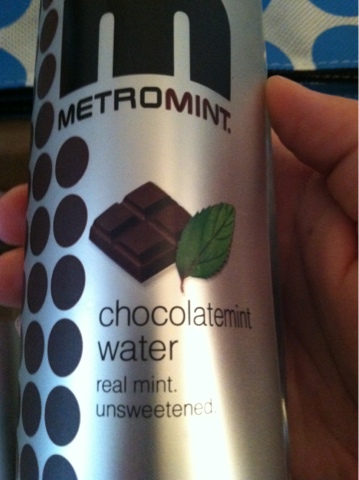 METROMINT.
chocolatemint
water
real mint.
unsweetened.